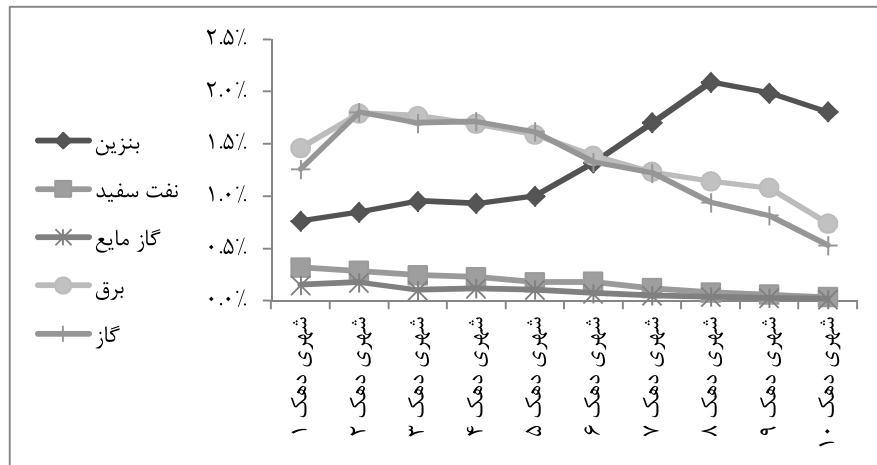 ۲.۵٪
۲.۰٪
۱.۵٪
۱.۰٪
۰.۵٪
۰.۰٪
بنزین
نفت سفید
گاز مایع
برق
گاز
شهری دهک ۱
شهری دهک ۲
شهری دهک ۳
شهری دهک ۴
شهری دهک ۵
شهری دهک ۶
شهری دهک ۷
شهری دهک ۸
شهری دهک ۹
شهری دهک ۱۰